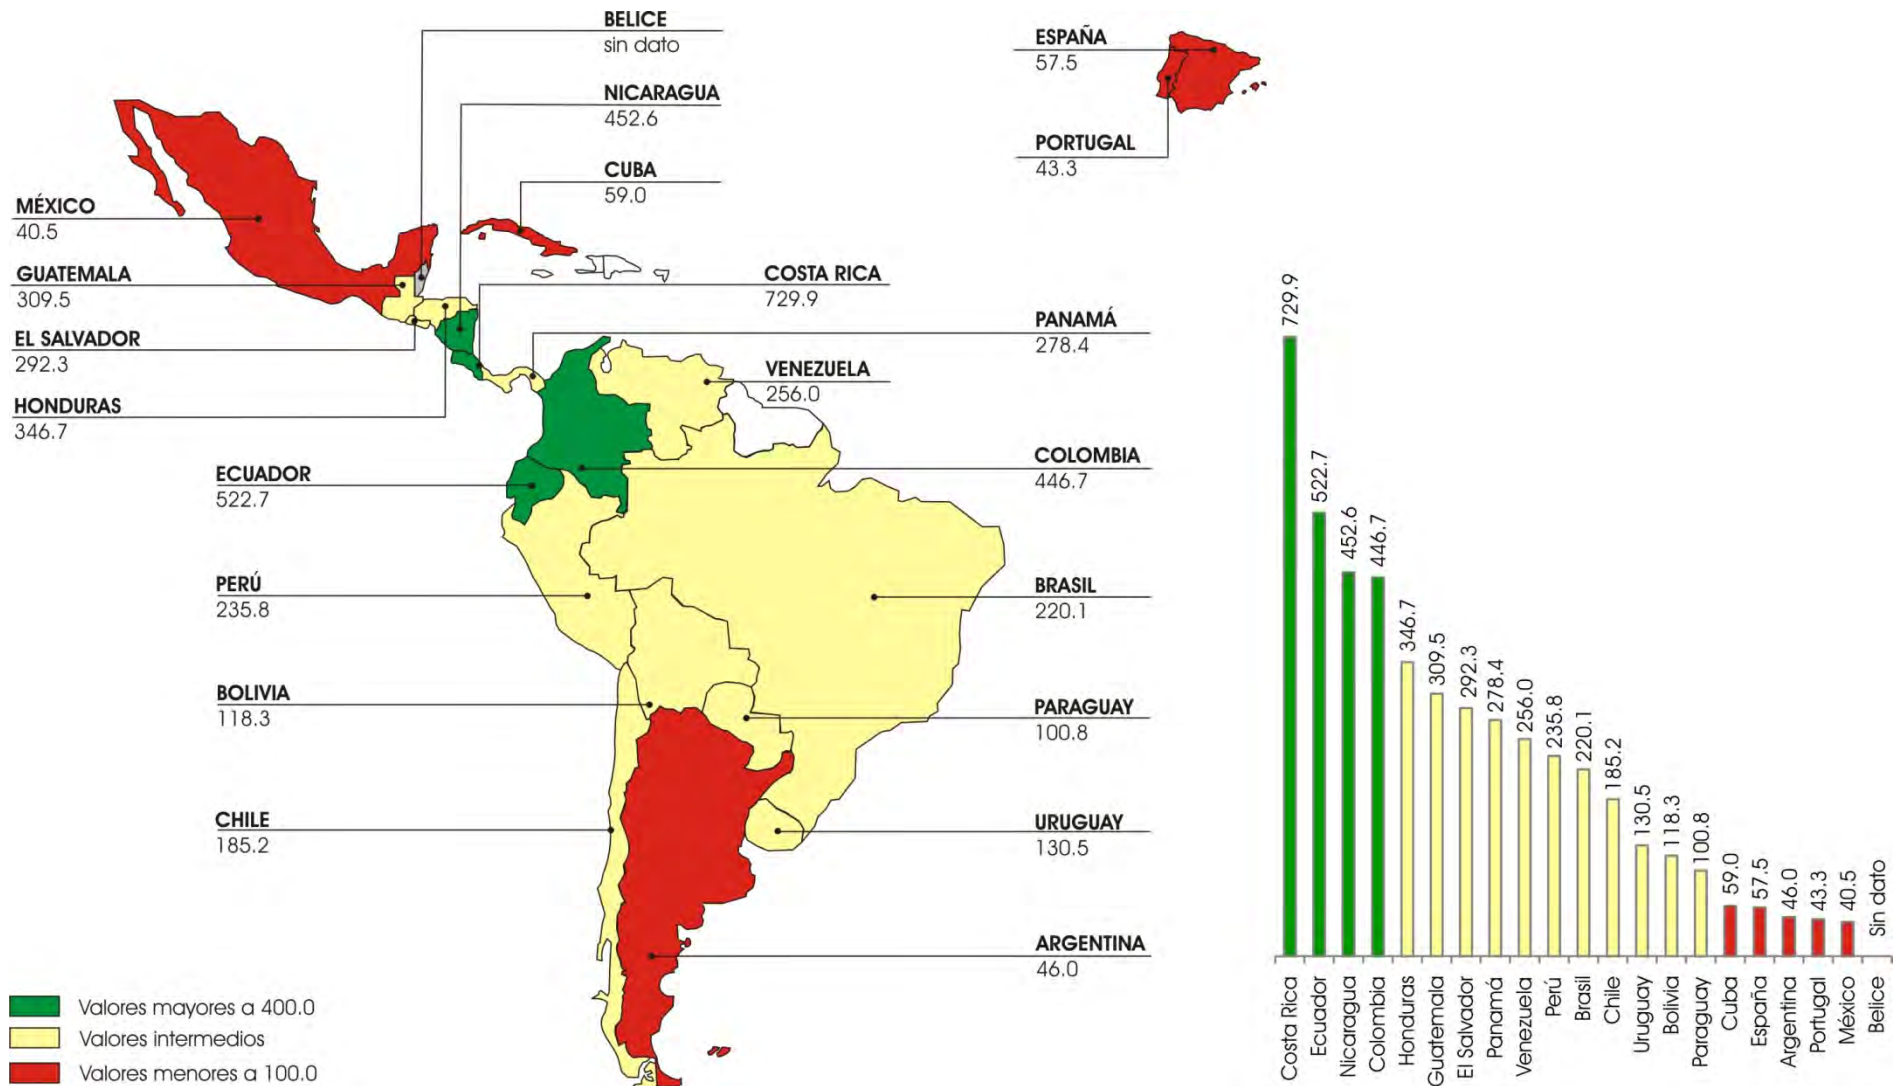 BELICE
sin dato
NICARAGUA
452.6
CUBA
59.0
ESPAÑA
57.5
PORTUGAL
43.3
MÉXICO
40.5
GUATEMALA
309.5
EL SALVADOR
292.3
HONDURAS
346.7
COSTA RICA
729.9
PANAMÁ
278.4
VENEZUELA
256.0
ECUADOR
522.7
COLOMBIA
446.7
PERÚ
235.8
BRASIL
220.1
BOLIVIA
118.3
PARAGUAY
100.8
CHILE
185.2
URUGUAY
130.5
ARGENTINA
46.0
Valores mayores a 400.0
Valores intermedios
Valores menores a 100.0
729.9
522.7
452.6
446.7
346.7
309.5
292.3
278.4
256.0
235.8
220.1
185.2
130.5
118.3
100.8
59.0
57.5
46.0
43.3
40.5
Sin dato
Costa Rica
Ecuador
Nicaragua
Colombia
Honduras
Guatemala
El Salvador
Panamá
Venezuela
Perú
Brasil
Chile
Uruguay
Bolivia
Paraguay
Cuba
España
Argentina
Portugal
México
Belice